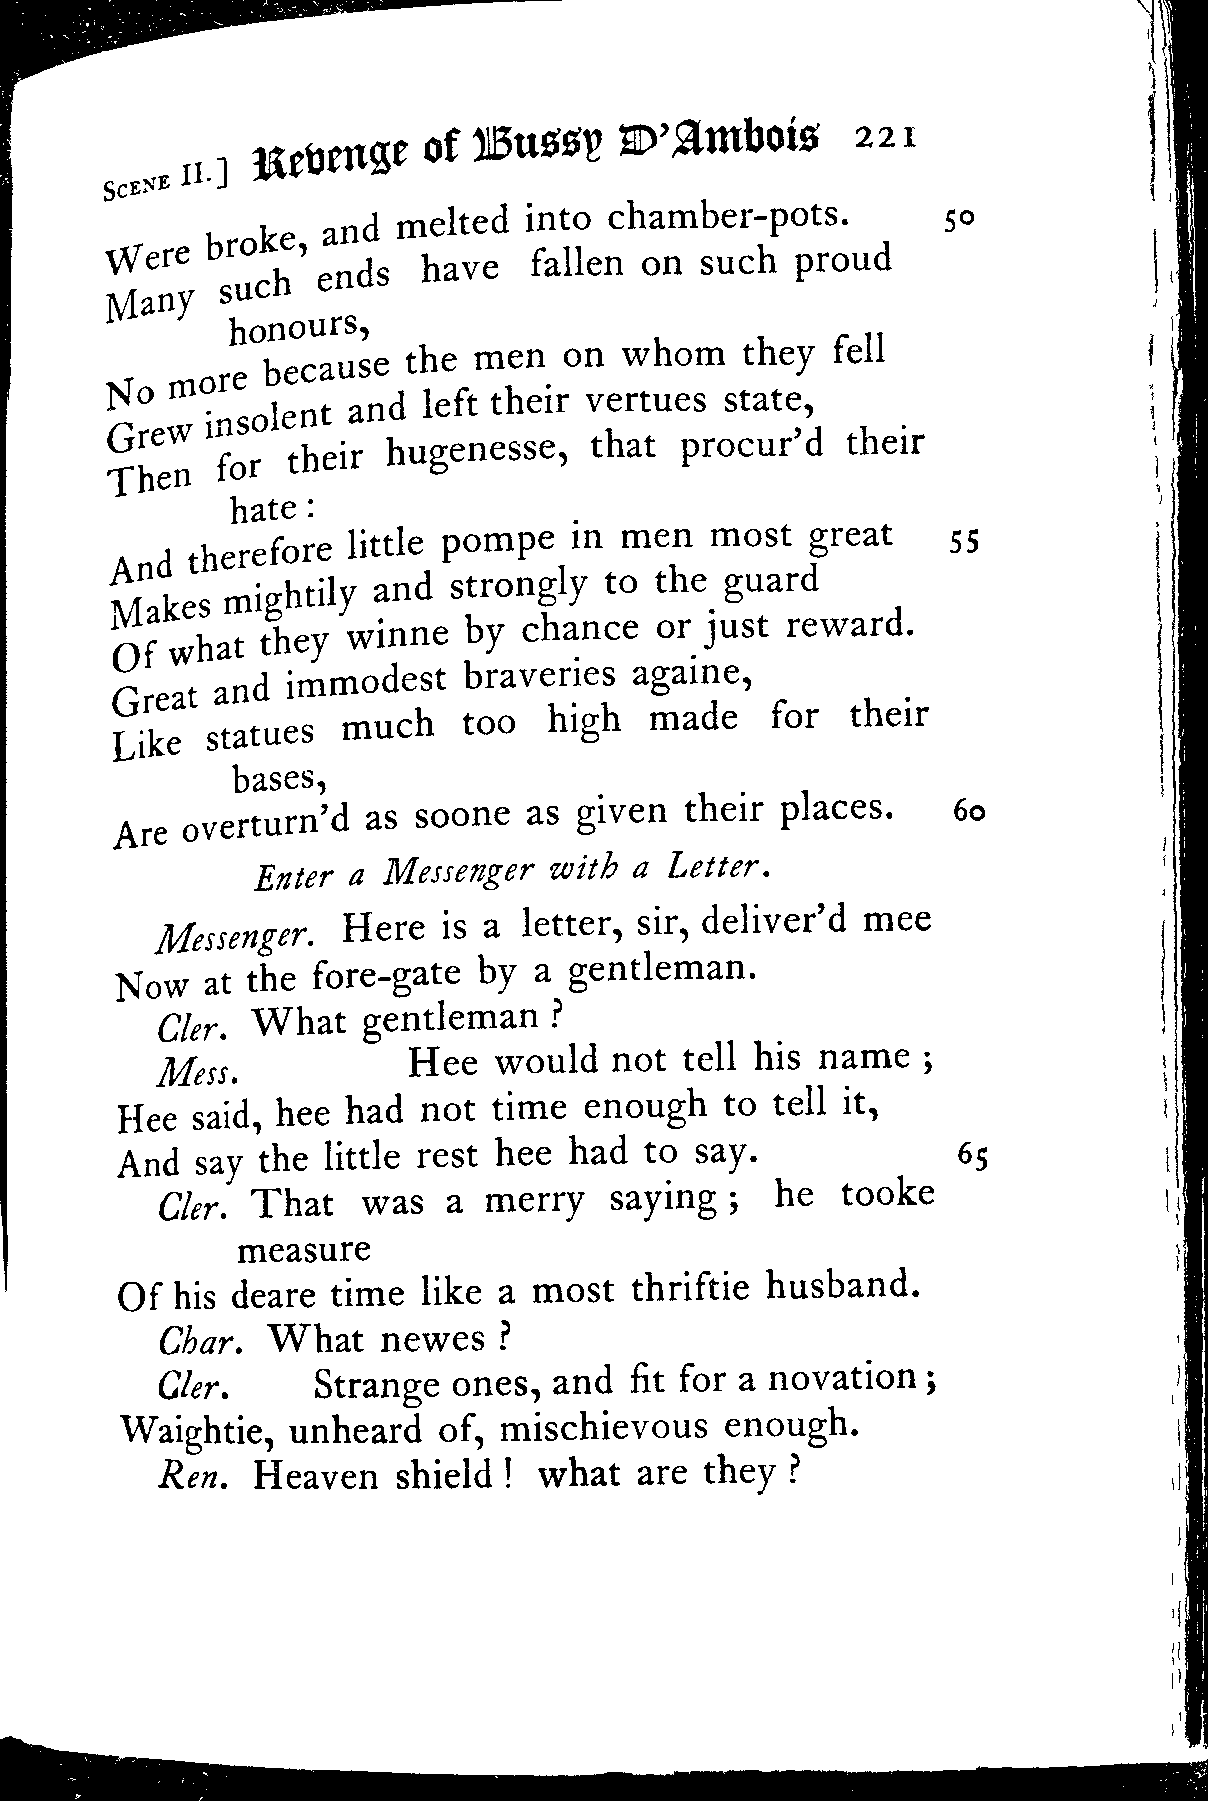 SCENE II.] Revenge of Bussy D'Ambois 221
Were broke, and melted into chamber-pots. 50
Many such ends have fallen on such proud
honours,
No more because the men on whom they fell
Grew insolent and left their vertues state,
Then for their hugenesse, that procur'd their
hate :
And therefore little pompe in men most great 55
Makes mightily and strongly to the guard
Of what they winne by chance or just reward.
Great and immodest braveries againe,
Like statues much too high made for their
bases,
Are overturn'd as soone as given their places. 60
Enter a Messenger with a Letter.
Messenger. Here is a letter, sir, deliver'd mee
Now at the fore-gate by a gentleman.
Cler. What gentleman ?
Mess. Hee would not tell his name ;
Hee said, hee had not time enough to tell it,
And say the little rest hee had to say. 65
Cler. That was a merry saying ; he tooke
measure
Of his deare time like a most thriftie husband.
Char. What newes ?
Cler. Strange ones, and fit for a novation ;
Waightie, unheard of, mischievous enough.
Ren. Heaven shield ! what are they ?